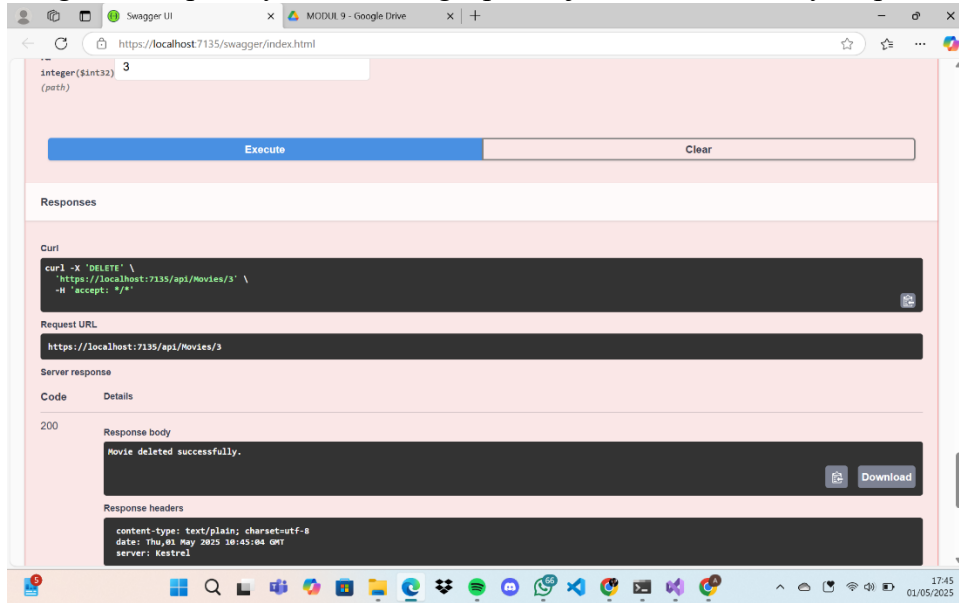 Swagger UI
MODUL 9 - Google Drive
https://localhost:7135/swagger/index.html
integer($int32)
3
(path)
Execute
Clear
Responses
Curl
curl -X 'DELETE' \
'https://localhost:7135/api/Movies/3' \
-H 'accept: */*'
Request URL
https://localhost:7135/api/Movies/3
Server response
Code
Details
200
Response body
Movie deleted successfully.
Download
Response headers
content-type: text/plain; charset=utf-8
date: Thu,01 May 2025 10:45:04 GMT
server: Kestrel
5
99
17:45
01/05/2025